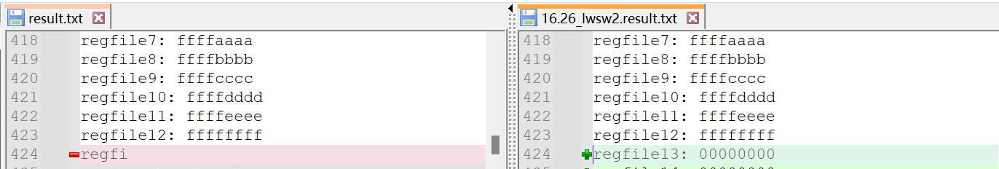 result.txt
418 regfile7: ffffaaaa
419 regfile8: ffffbbbb
420 regfile9: ffffcccc
421 regfile10: ffffdddd
422 regfile11: ffffeeee
423 regfile12: ffffffff
424 regfi
16.26_lwsw2.result.txt
418 regfile7: ffffaaaa
419 regfile8: ffffbbbb
420 regfile9: ffffcccc
421 regfile10: ffffdddd
422 regfile11: ffffeeee
423 regfile12: ffffffff
424 regfile13: 00000000